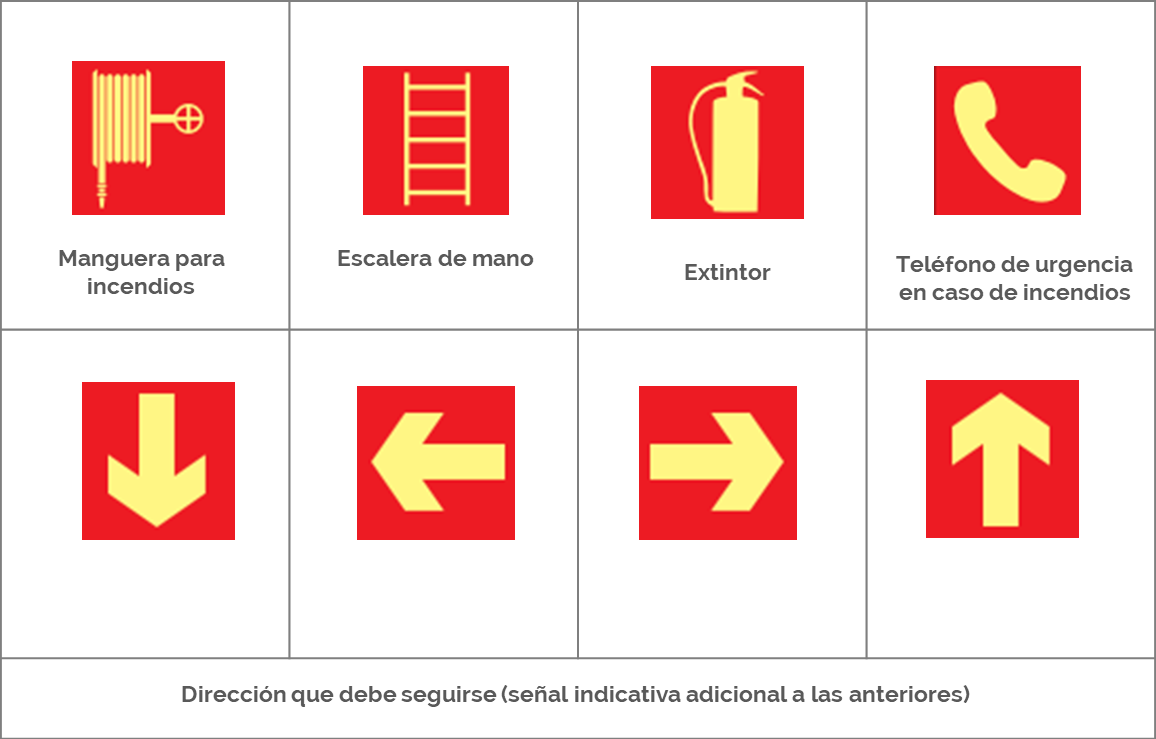 Manguera para
incendios
Escalera de mano
Extintor
Teléfono de urgencia
en caso de incendios
Dirección que debe seguirse (señal indicativa adicional a las anteriores)